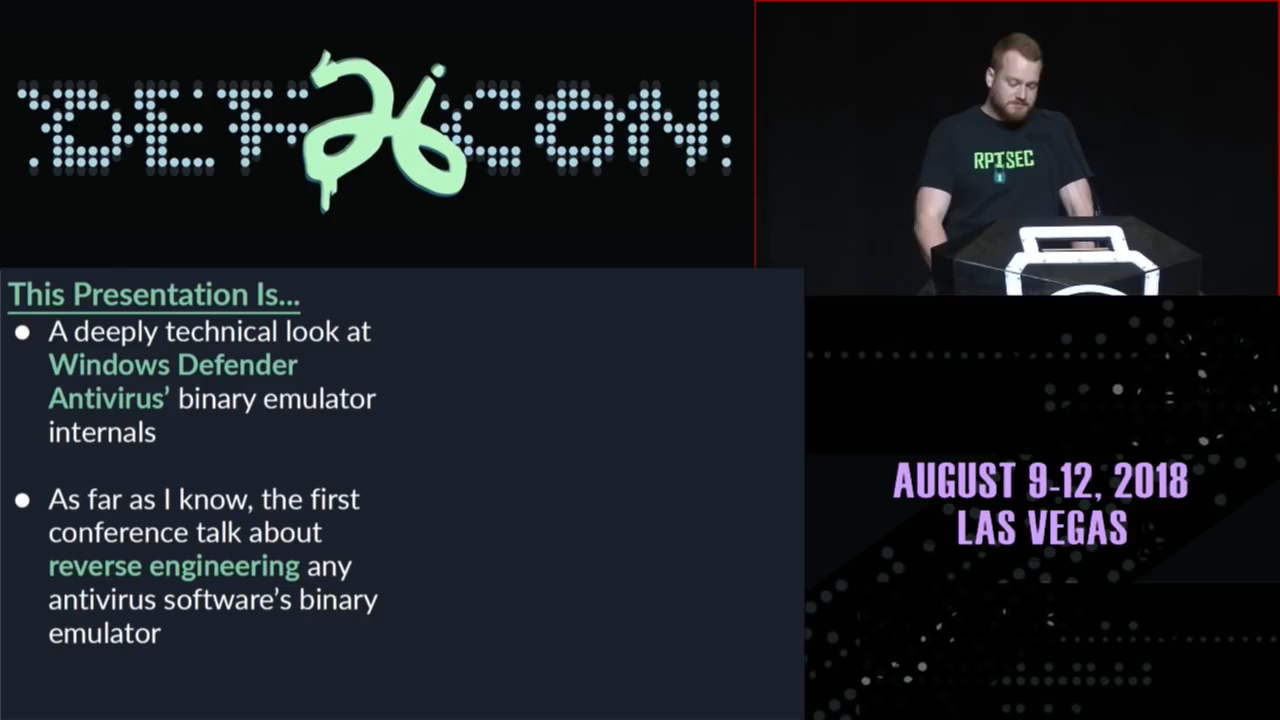 DEF 26 CON
RPISEC
This Presentation Is...
● A deeply technical look at
Windows Defender
Antivirus’ binary emulator
internals
● As far as I know, the first
conference talk about
reverse engineering any
antivirus software’s binary
emulator
AUGUST 9-12, 2018
LAS VEGAS